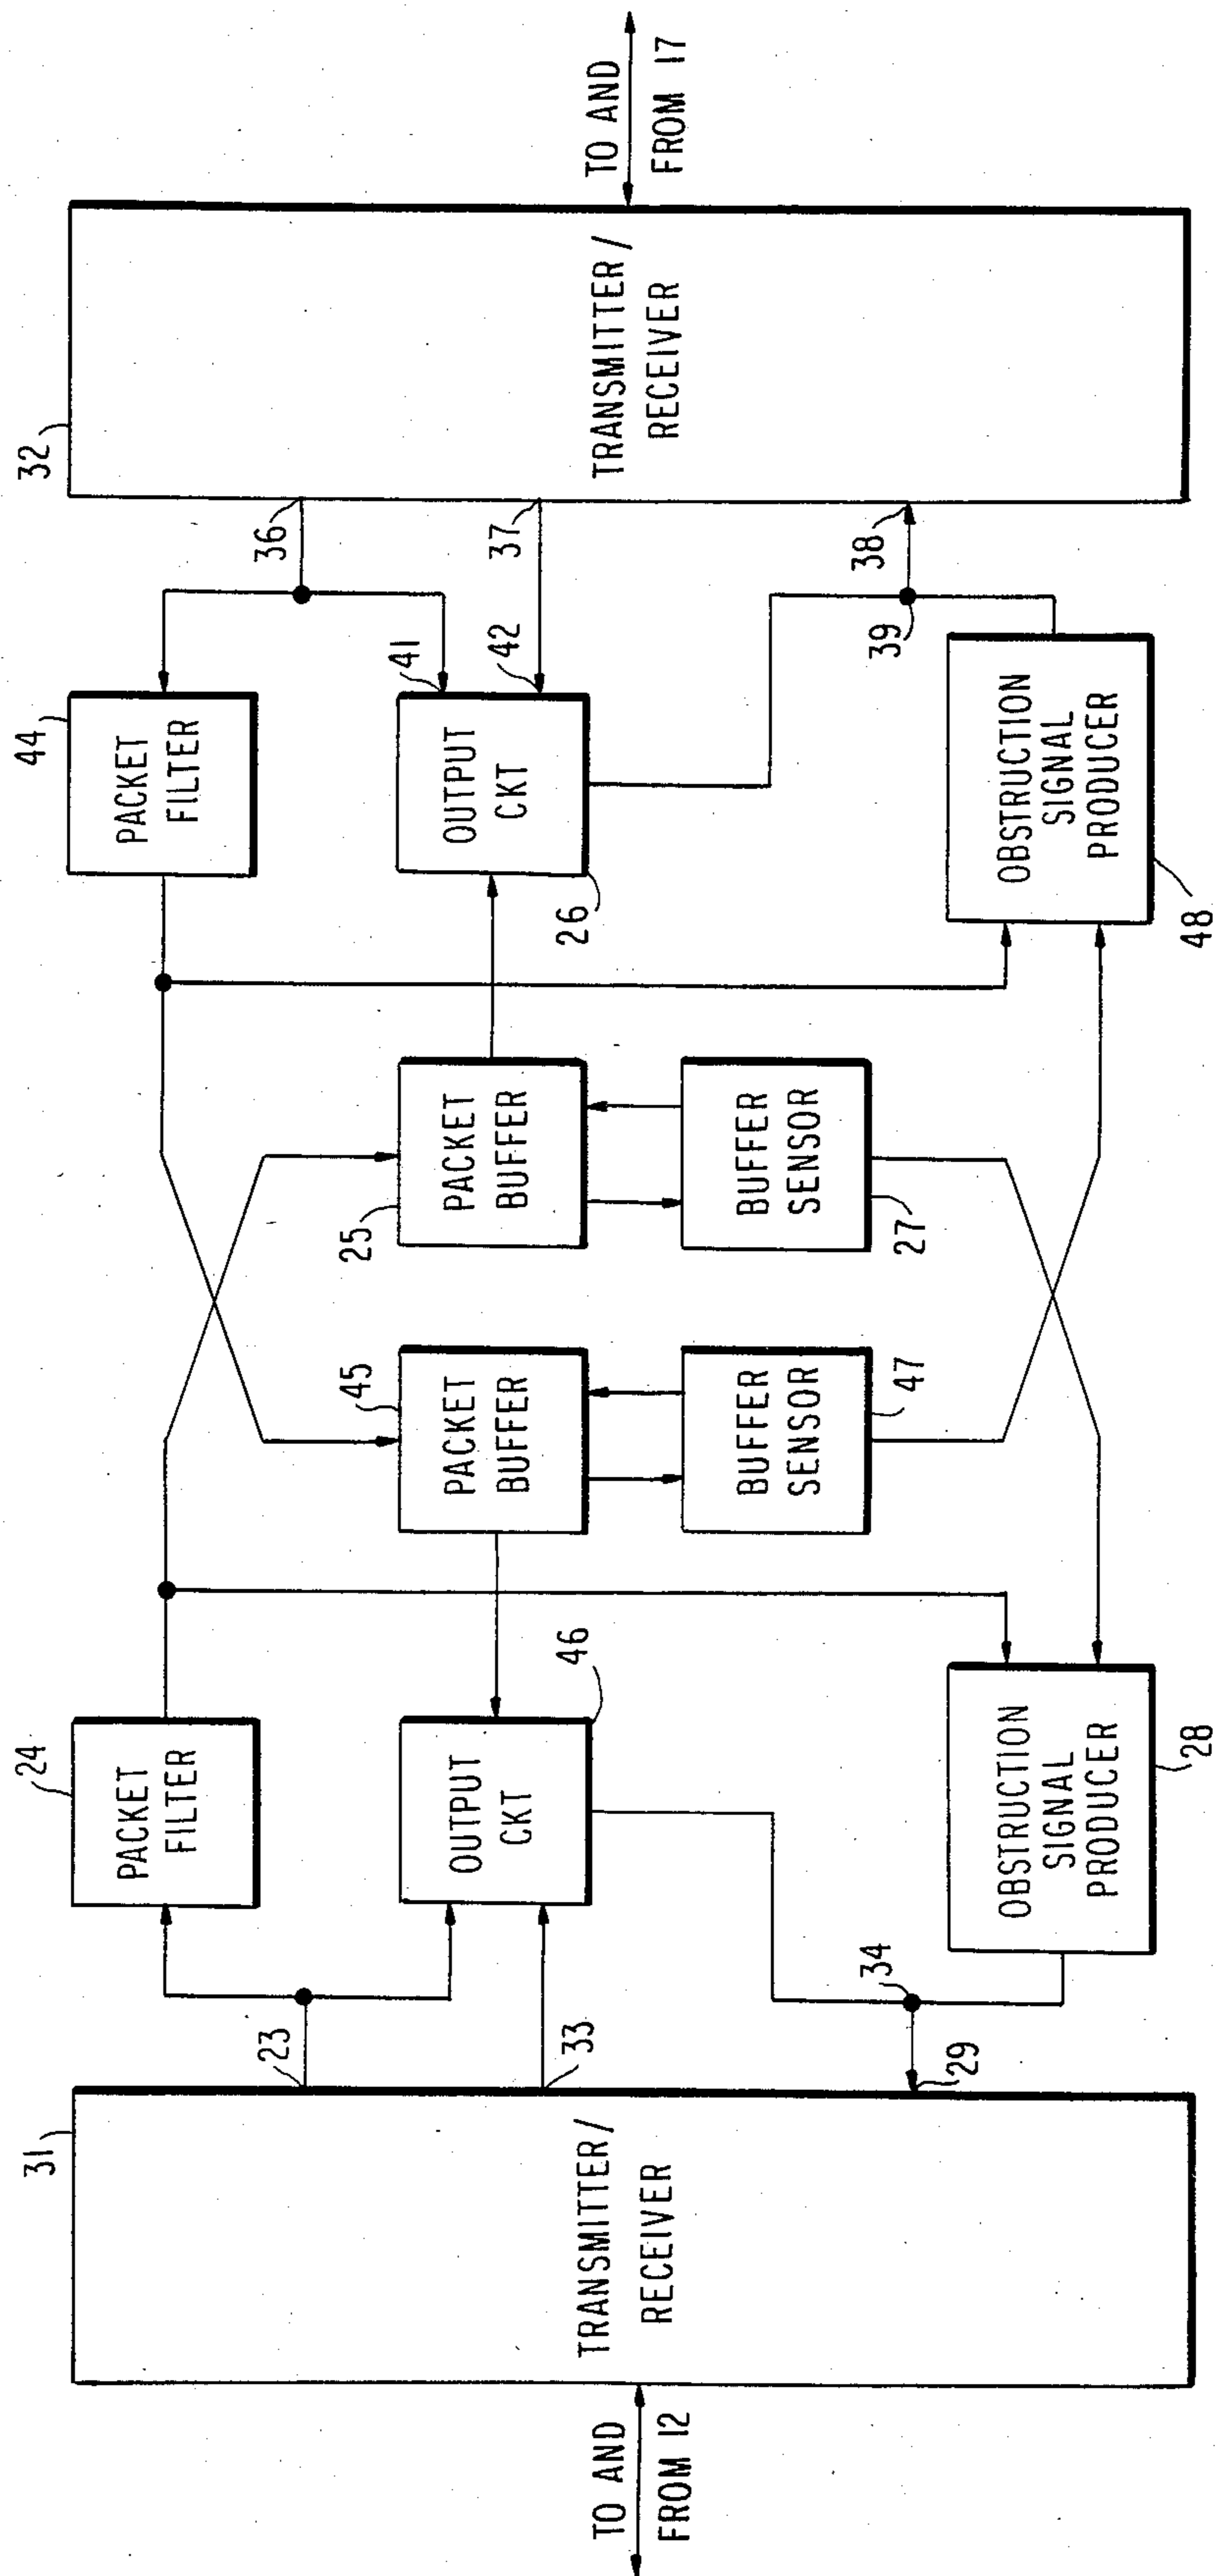 31
TRANSMITTER/
RECEIVER
TO AND
FROM 12
23
33
29
34
24
PACKET
FILTER
OUTPUT
CKT
46
OBSTRUCTION
SIGNAL
PRODUCER
28
45
PACKET
BUFFER
BUFFER
SENSOR
47
25
PACKET
BUFFER
BUFFER
SENSOR
27
44
PACKET
FILTER
41
42
OUTPUT
CKT
26
OBSTRUCTION
SIGNAL
PRODUCER
48
36
37
38
39
32
TRANSMITTER/
RECEIVER
TO AND
FROM 17